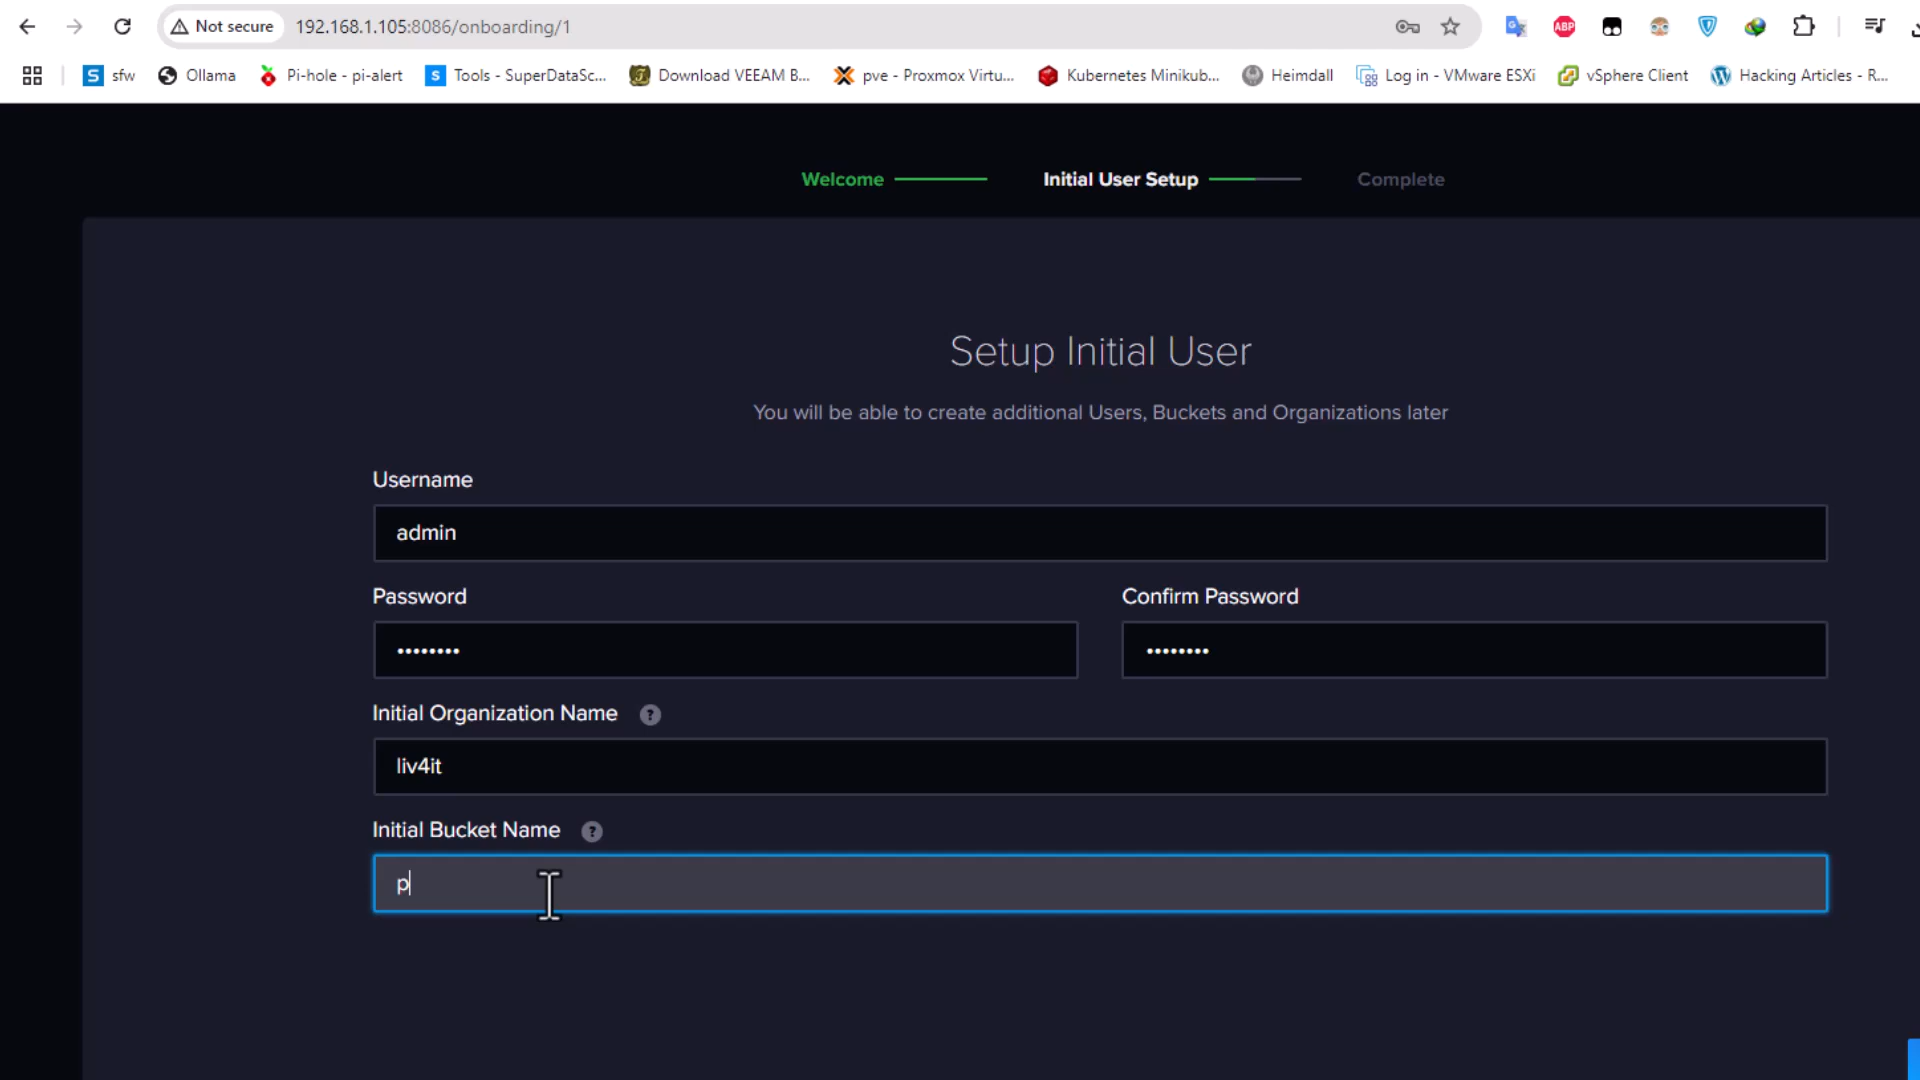 Not secure 192.168.1.105:8086/onboarding/1 ABP
sfw Ollama Pi-hole - pi-alert Tools - SuperDataSc... Download VEEAM B... pve - Proxmox Virtu... Kubernetes Minikub... Heimdall Log in - VMware ESXi vSphere Client Hacking Articles - R...
Welcome Initial User Setup Complete
Setup Initial User
You will be able to create additional Users, Buckets and Organizations later
Username
admin
Password Confirm Password
•••••••• ••••••••
Initial Organization Name ?
liv4it
Initial Bucket Name ?
p